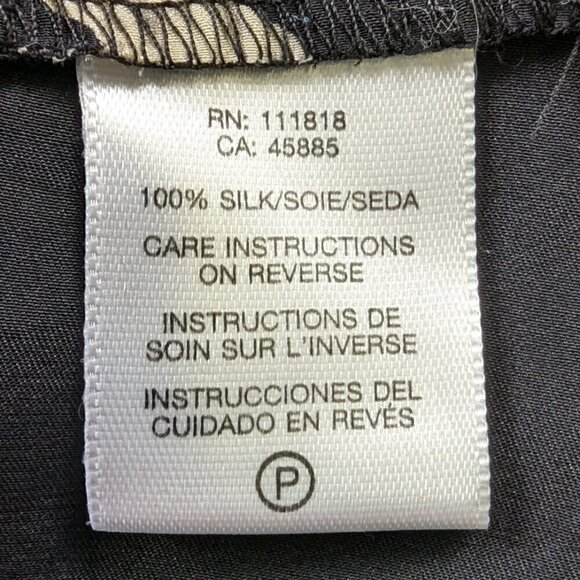 RN: 111818
CA: 45885
100% SILK/SOIE/SEDA
CARE INSTRUCTIONS
ON REVERSE
INSTRUCTIONS DE
SOIN SUR L'INVERSE
INSTRUCCIONES DEL
CUIDADO EN REVÉS
P